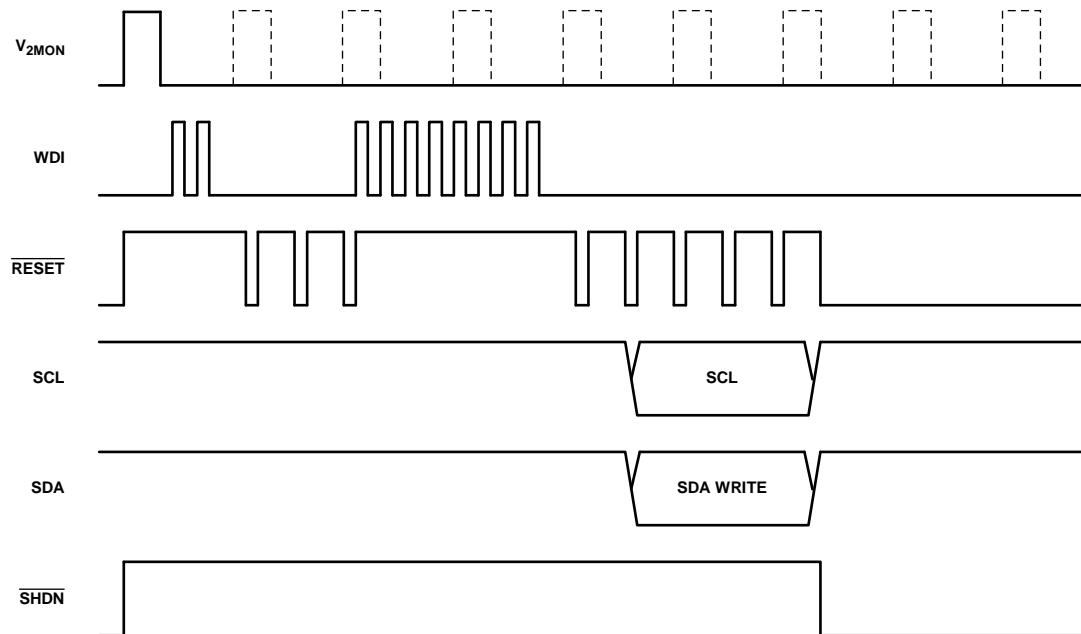 V2MON
WDI
RESET
SCL
SCL
SDA
SDA WRITE
SHDN